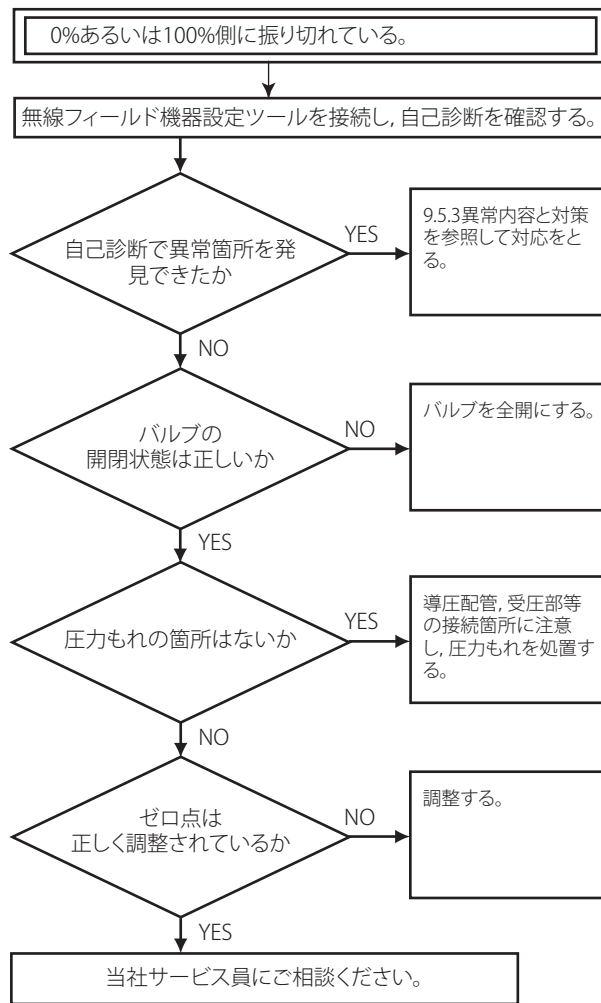 0%あるいは100%側に振り切れている。
無線フィールド機器設定ツールを接続し, 自己診断を確認する。
自己診断で異常箇所を発
見できたか
YES
9.5.3異常内容と対策
を参照して対応をと
る。
NO
バルブの
開閉状態は正しいか
NO
バルブを全開にする。
YES
圧力もれの箇所はないか
YES
導圧配管, 受圧部等
の接続箇所に注意
し, 圧力もれを処置す
る。
NO
ゼロ点は
正しく調整されているか
NO
調整する。
YES
当社サービス員にご相談ください。